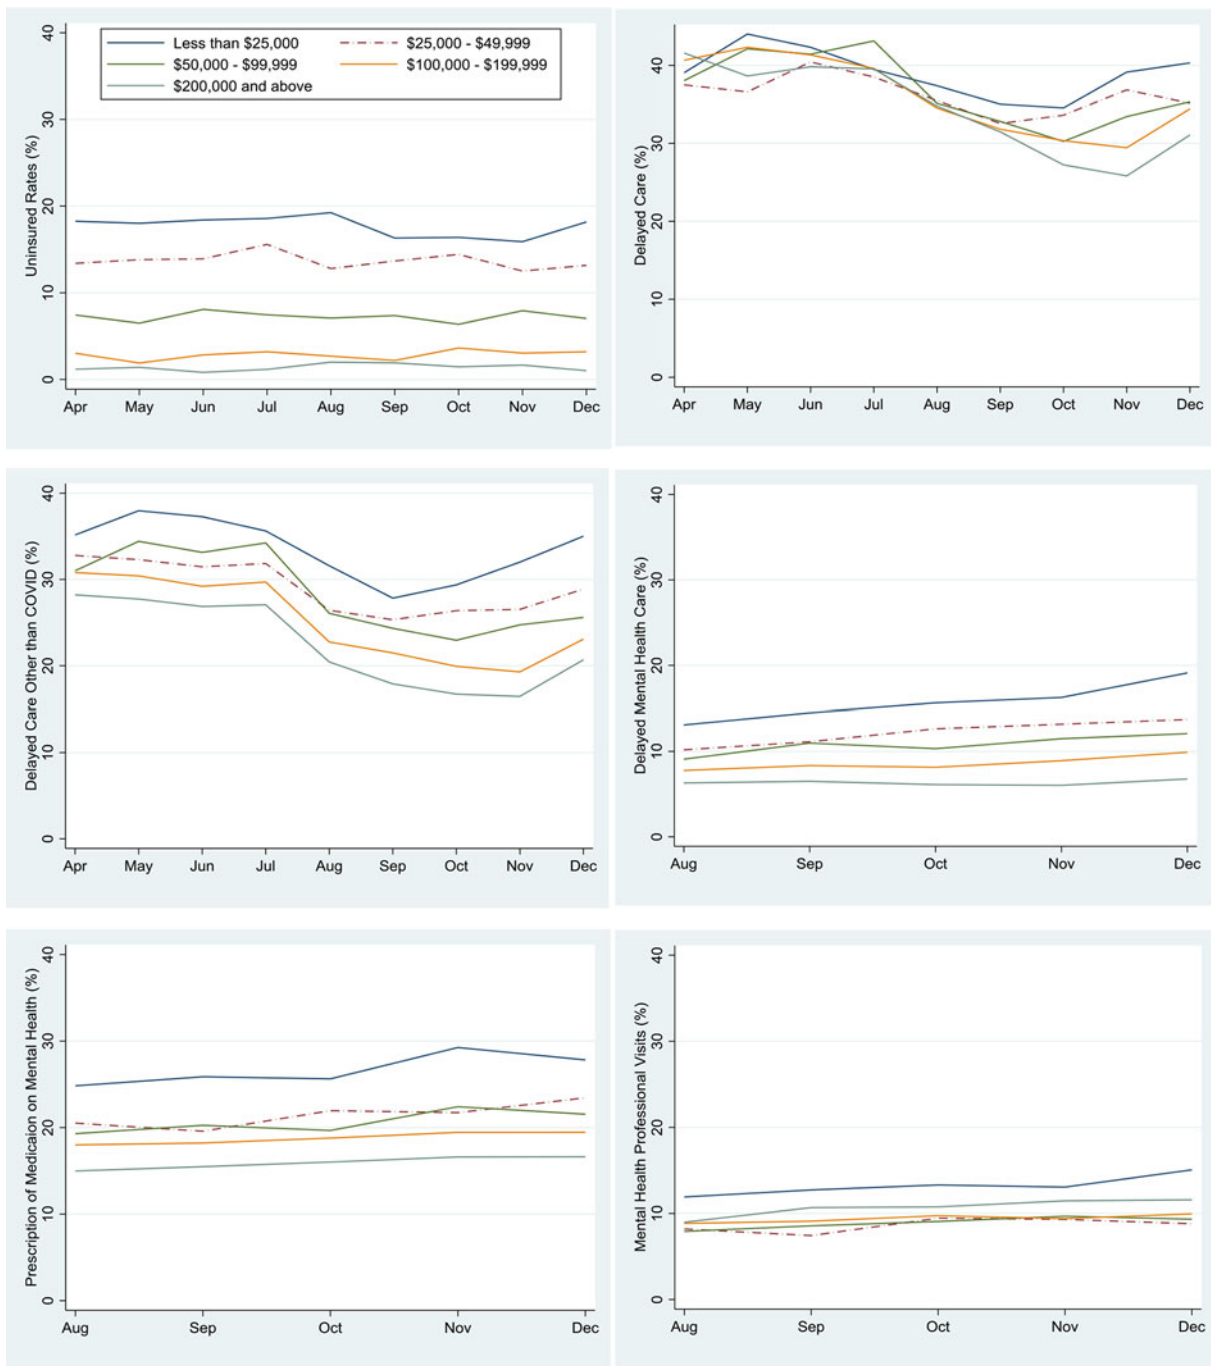 Less than $25,000 $25,000 - $49,999
$50,000 - $99,999 $100,000 - $199,999
$200,000 and above
Uninsured Rates (%)
40
30
20
10
0
Apr May Jun Jul Aug Sep Oct Nov Dec
Delayed Care (%)
40
30
20
10
0
Apr May Jun Jul Aug Sep Oct Nov Dec
Delayed Care Other than COVID (%)
40
30
20
10
0
Apr May Jun Jul Aug Sep Oct Nov Dec
Delayed Mental Health Care (%)
40
30
20
10
0
Aug Sep Oct Nov Dec
Prescription of Medicaion on Mental Health (%)
40
30
20
10
0
Aug Sep Oct Nov Dec
Mental Health Professional Visits (%)
40
30
20
10
0
Aug Sep Oct Nov Dec